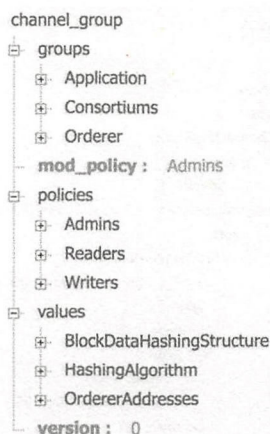 channel_group
groups
Application
Consortiums
Orderer
mod_policy : Admins
policies
Admins
Readers
Writers
values
BlockDataHashingStructure
HashingAlgorithm
OrdererAddresses
version : 0